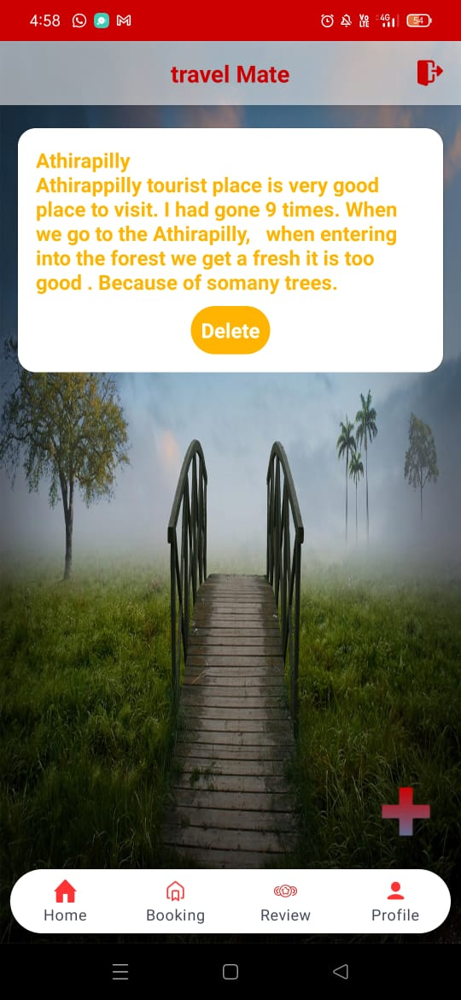 4:58
VO LTE 4G 54
travel Mate
Athirapilly
Athirappilly tourist place is very good
place to visit. I had gone 9 times. When
we go to the Athirapilly,   when entering
into the forest we get a fresh it is too
good . Because of somany trees.
Delete
Home Booking Review Profile